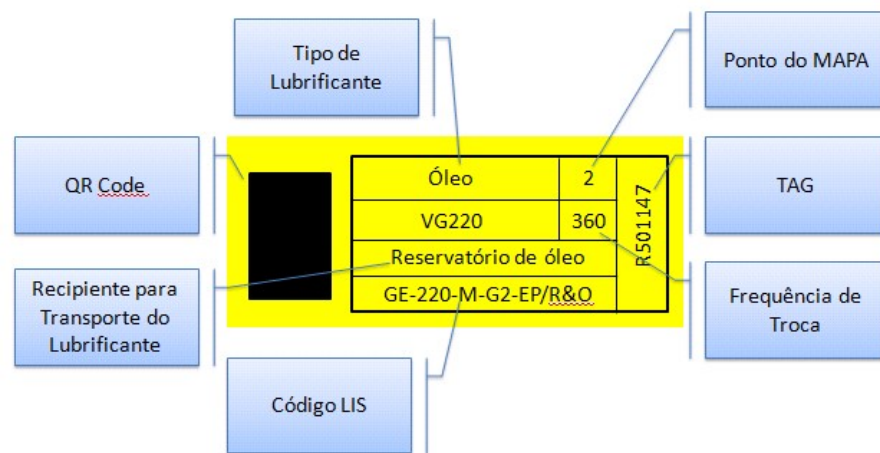 Tipo de
Lubrificante
Ponto do MAPA
QR Code
Óleo
2
R501147
TAG
VG220
360
Reservatório de óleo
GE-220-M-G2-EP/R&O
Recipiente para
Transporte do
Lubrificante
Frequência de
Troca
Código LIS